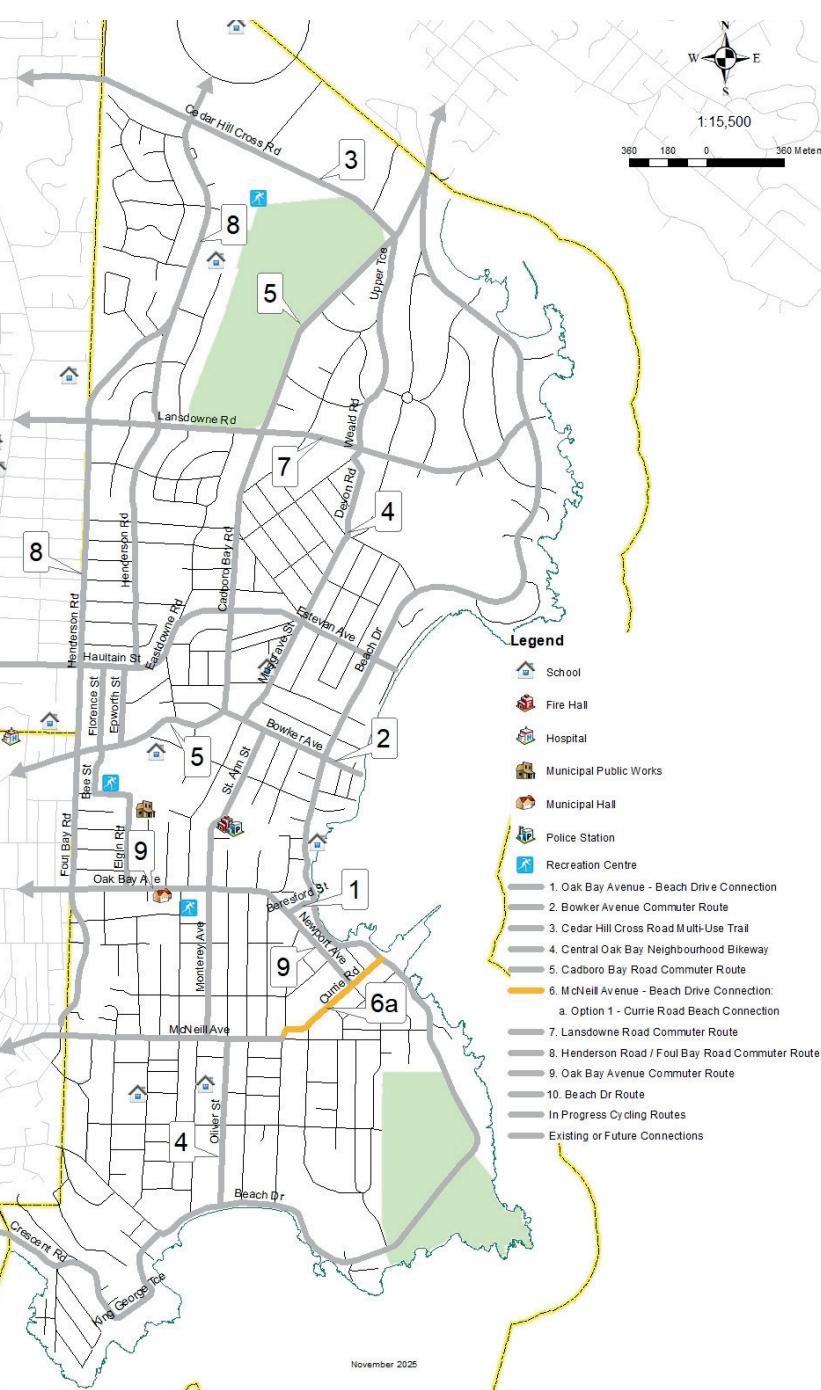 N
W E
S
1:15,500
360 180 0 360 Meters
Cedar Hill Cross Rd
3
8
5
Upper Tce
Lansdowne Rd
Weald Rd
7
Devon Rd
4
8
Henderson Rd
Cadboro Bay Rd
Henderson Rd
Eastdowne Rd
Estevan Ave
Musgrave St
Beach Dr
Haultain St
Florence St
Epworth St
Bowker Ave
2
5
St. Ann St
Bee St
Foul Bay Rd
Elgin Rd
9
Oak Bay Ave
Beresford St
1
Newport Ave
9
Monterey Ave
Currie Rd
6a
McNeill Ave
Oliver St
4
Beach Dr
Crescent Rd
King George Tce
Legend
School
Fire Hall
Hospital
Municipal Public Works
Municipal Hall
Police Station
Recreation Centre
1. Oak Bay Avenue - Beach Drive Connection
2. Bowker Avenue Commuter Route
3. Cedar Hill Cross Road Multi-Use Trail
4. Central Oak Bay Neighbourhood Bikeway
5. Cadboro Bay Road Commuter Route
6. McNeill Avenue - Beach Drive Connection:
a. Option 1 - Currie Road Beach Connection
7. Lansdowne Road Commuter Route
8. Henderson Road / Foul Bay Road Commuter Route
9. Oak Bay Avenue Commuter Route
10. Beach Dr Route
In Progress Cycling Routes
Existing or Future Connections
November 2025